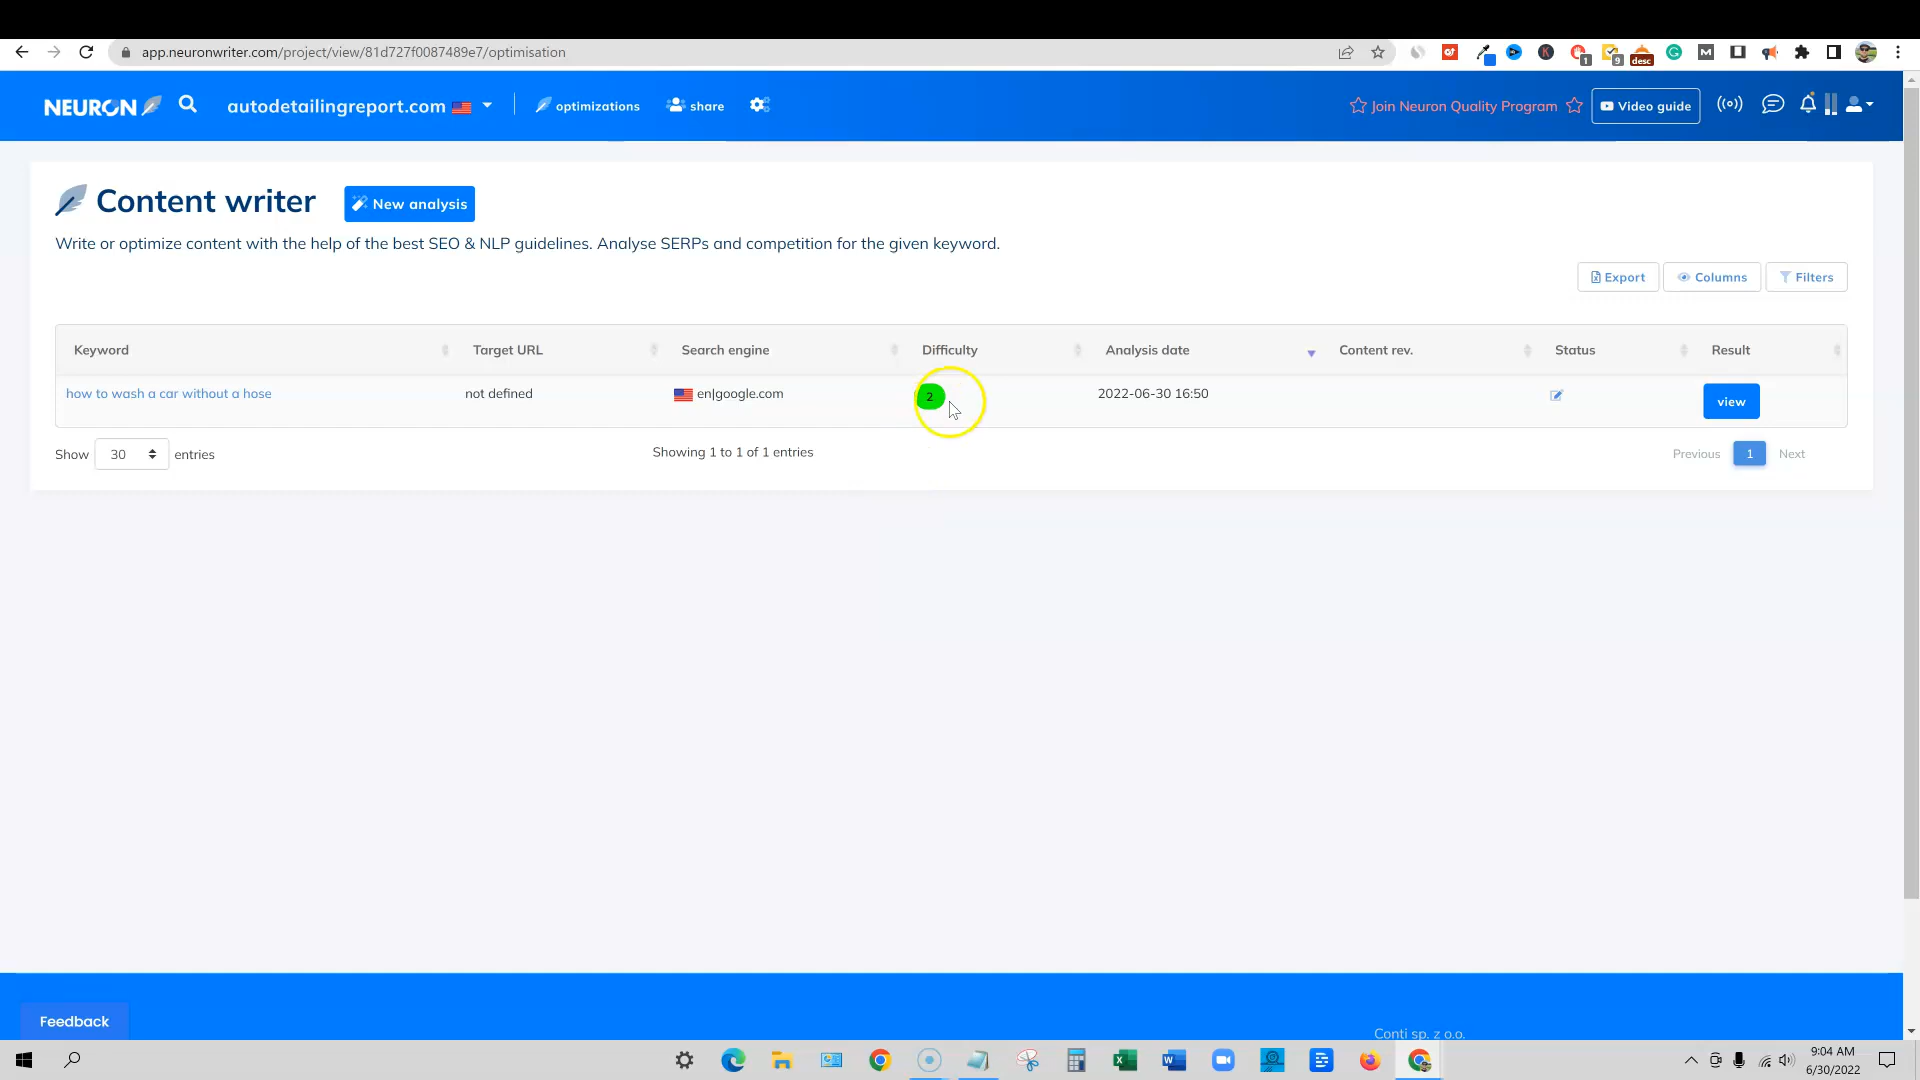 app.neuronwriter.com/project/view/81d727f0087489e7/optimisation
1
9
desc
NEURON
autodetailingreport.com
optimizations
share
Join Neuron Quality Program
Video guide
Content writer
New analysis
Write or optimize content with the help of the best SEO & NLP guidelines. Analyse SERPs and competition for the given keyword.
Export
Columns
Filters
Keyword
Target URL
Search engine
Difficulty
Analysis date
Content rev.
Status
Result
how to wash a car without a hose
not defined
en|google.com
2
2022-06-30 16:50
view
Show 30 entries
Showing 1 to 1 of 1 entries
Previous
1
Next
Feedback
Conti sp. z o.o.
9:04 AM
6/30/2022